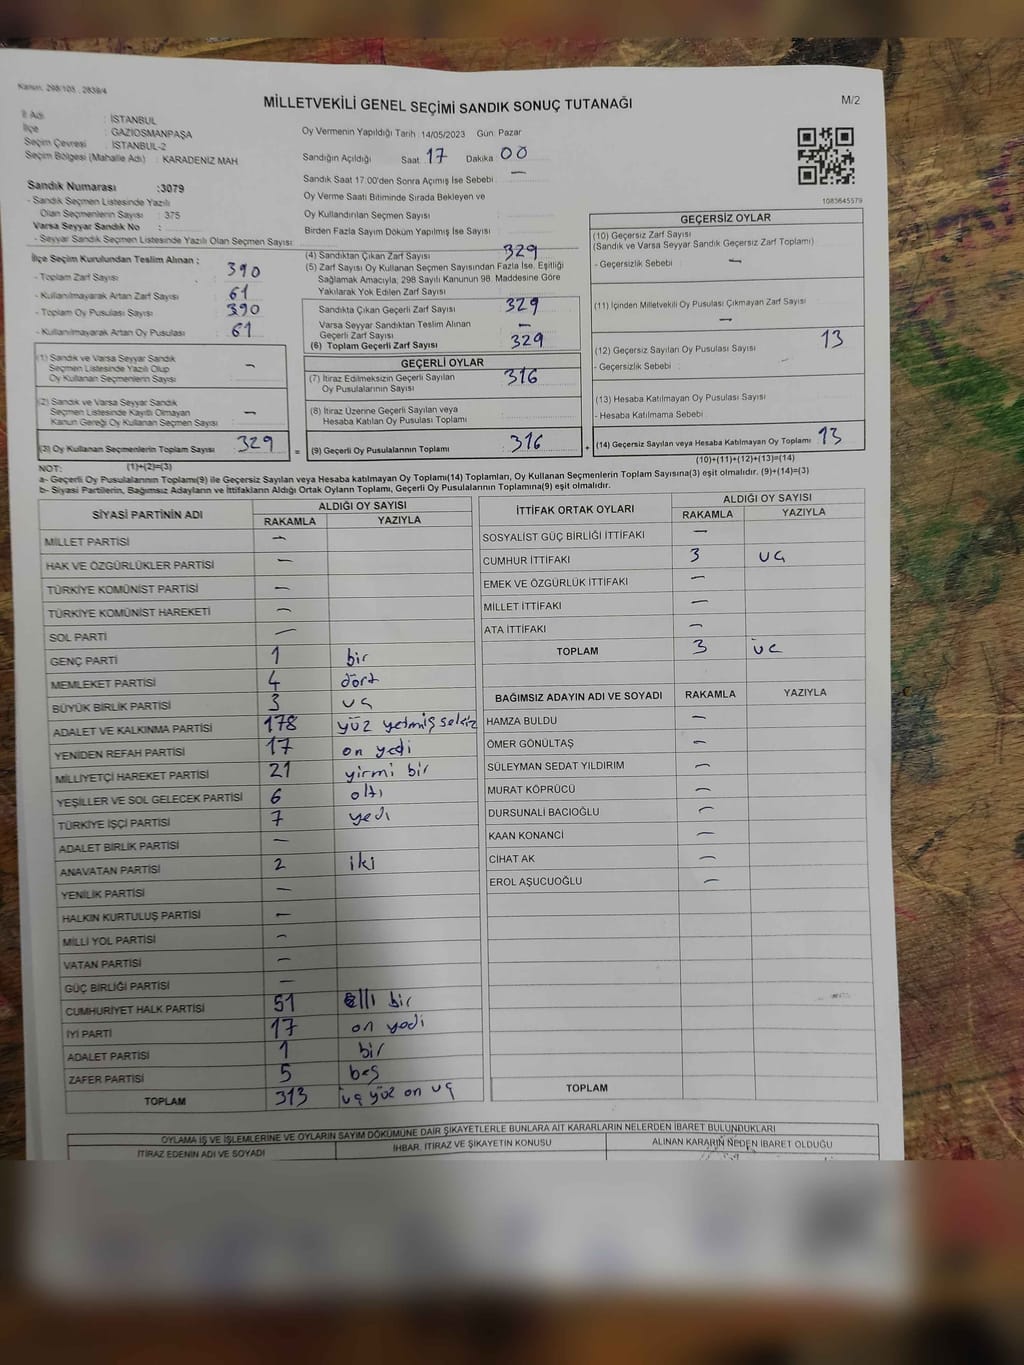 Kanun. 298/105 , 2839/4
MİLLETVEKİLİ GENEL SEÇİMİ SANDIK SONUÇ TUTANAĞI
M/2
İl Adı : İSTANBUL
İlçe : GAZİOSMANPAŞA
Seçim Çevresi : İSTANBUL-2
Seçim Bölgesi (Mahalle Adı) : KARADENİZ MAH
Oy Vermenin Yapıldığı Tarih : 14/05/2023 Gün: Pazar
Sandığın Açıldığı Saat 17 Dakika 00
Sandık Saat 17:00'den Sonra Açımış İse Sebebi : —
Oy Verme Saati Bitiminde Sırada Bekleyen ve
Oy Kullandırılan Seçmen Sayısı :
Birden Fazla Sayım Döküm Yapılmış İse Sayısı :
1083645579
Sandık Numarası :3079
- Sandık Seçmen Listesinde Yazılı
Olan Seçmenlerin Sayısı : 375
Varsa Seyyar Sandık No :
- Seyyar Sandık Seçmen Listesinde Yazılı Olan Seçmen Sayısı:
İlçe Seçim Kurulundan Teslim Alınan :
- Toplam Zarf Sayısı 390
- Kullanılmayarak Artan Zarf Sayısı 61
- Toplam Oy Pusulası Sayısı 390
- Kullanılmayarak Artan Oy Pusulası 61
(1) Sandık ve Varsa Seyyar Sandık
Seçmen Listesinde Yazılı Olup
Oy Kullanan Seçmenlerin Sayısı : —
(2) Sandık ve Varsa Seyyar Sandık
Seçmen Listesinde Kayıtlı Olmayan
Kanun Gereği Oy Kullanan Seçmen Sayısı : —
(3) Oy Kullanan Seçmenlerin Toplam Sayısı 329
(4) Sandıktan Çıkan Zarf Sayısı 329
(5) Zarf Sayısı Oy Kullanan Seçmen Sayısından Fazla İse, Eşitliği
Sağlamak Amacıyla, 298 Sayılı Kanunun 98. Maddesine Göre
Yakılarak Yok Edilen Zarf Sayısı
Sandıkta Çıkan Geçerli Zarf Sayısı 329
Varsa Seyyar Sandıktan Teslim Alınan
Geçerli Zarf Sayısı —
(6) Toplam Geçerli Zarf Sayısı 329
GEÇERLİ OYLAR
(7) İtiraz Edilmeksizin Geçerli Sayılan
Oy Pusulalarının Sayısı 316
(8) İtiraz Üzerine Geçerli Sayılan veya
Hesaba Katılan Oy Pusulası Toplamı
= (9) Geçerli Oy Pusulalarının Toplamı 316 +
GEÇERSİZ OYLAR
(10) Geçersiz Zarf Sayısı
(Sandık ve Varsa Seyyar Sandık Geçersiz Zarf Toplamı)
- Geçersizlik Sebebi : —
(11) İçinden Milletvekili Oy Pusulası Çıkmayan Zarf Sayısı
—
(12) Geçersiz Sayılan Oy Pusulası Sayısı 13
- Geçersizlik Sebebi :
(13) Hesaba Katılmayan Oy Pusulası Sayısı
- Hesaba Katılmama Sebebi :
(14) Geçersiz Sayılan veya Hesaba Katılmayan Oy Toplamı 13
NOT: (1)+(2)=(3)
(10)+(11)+(12)+(13)=(14)
a- Geçerli Oy Pusulalarının Toplamı(9) ile Geçersiz Sayılan veya Hesaba katılmayan Oy Toplamı(14) Toplamları, Oy Kullanan Seçmenlerin Toplam Sayısına(3) eşit olmalıdır. (9)+(14)=(3)
b- Siyasi Partilerin, Bağımsız Adayların ve İttifakların Aldığı Ortak Oyların Toplamı, Geçerli Oy Pusulalarının Toplamına(9) eşit olmalıdır.
SİYASİ PARTİNİN ADI ALDIĞI OY SAYISI
RAKAMLA YAZIYLA
MİLLET PARTİSİ —
HAK VE ÖZGÜRLÜKLER PARTİSİ —
TÜRKİYE KOMÜNİST PARTİSİ —
TÜRKİYE KOMÜNİST HAREKETİ —
SOL PARTİ —
GENÇ PARTİ 1 bir
MEMLEKET PARTİSİ 4 dört
BÜYÜK BİRLİK PARTİSİ 3 uç
ADALET VE KALKINMA PARTİSİ 178 yüz yetmiş sekiz
YENİDEN REFAH PARTİSİ 17 on yedi
MİLLİYETÇİ HAREKET PARTİSİ 21 yirmi bir
YEŞİLLER VE SOL GELECEK PARTİSİ 6 altı
TÜRKİYE İŞÇİ PARTİSİ 7 yedi
ADALET BİRLİK PARTİSİ —
ANAVATAN PARTİSİ 2 iki
YENİLİK PARTİSİ —
HALKIN KURTULUŞ PARTİSİ —
MİLLİ YOL PARTİSİ —
VATAN PARTİSİ —
GÜÇ BİRLİĞİ PARTİSİ —
CUMHURİYET HALK PARTİSİ 51 elli bir
İYİ PARTİ 17 on yedi
ADALET PARTİSİ 1 bir
ZAFER PARTİSİ 5 beş
TOPLAM 313 üç yüz on uç
İTTİFAK ORTAK OYLARI ALDIĞI OY SAYISI
RAKAMLA YAZIYLA
SOSYALİST GÜÇ BİRLİĞİ İTTİFAKI —
CUMHUR İTTİFAKI 3 uç
EMEK VE ÖZGÜRLÜK İTTİFAKI —
MİLLET İTTİFAKI —
ATA İTTİFAKI —
TOPLAM 3 üç
BAĞIMSIZ ADAYIN ADI VE SOYADI RAKAMLA YAZIYLA
HAMZA BULDU —
ÖMER GÖNÜLTAŞ —
SÜLEYMAN SEDAT YILDIRIM —
MURAT KÖPRÜCÜ —
DURSUNALİ BACIOĞLU —
KAAN KONANCİ —
CİHAT AK —
EROL AŞUCUOĞLU —
TOPLAM
OYLAMA İŞ VE İŞLEMLERİNE VE OYLARIN SAYIM DÖKÜMÜNE DAİR ŞİKAYETLERLE BUNLARA AİT KARARLARIN NELERDEN İBARET BULUNDUKLARI
İTİRAZ EDENİN ADI VE SOYADI İHBAR, İTİRAZ VE ŞİKAYETİN KONUSU ALINAN KARARIN NEDEN İBARET OLDUĞU